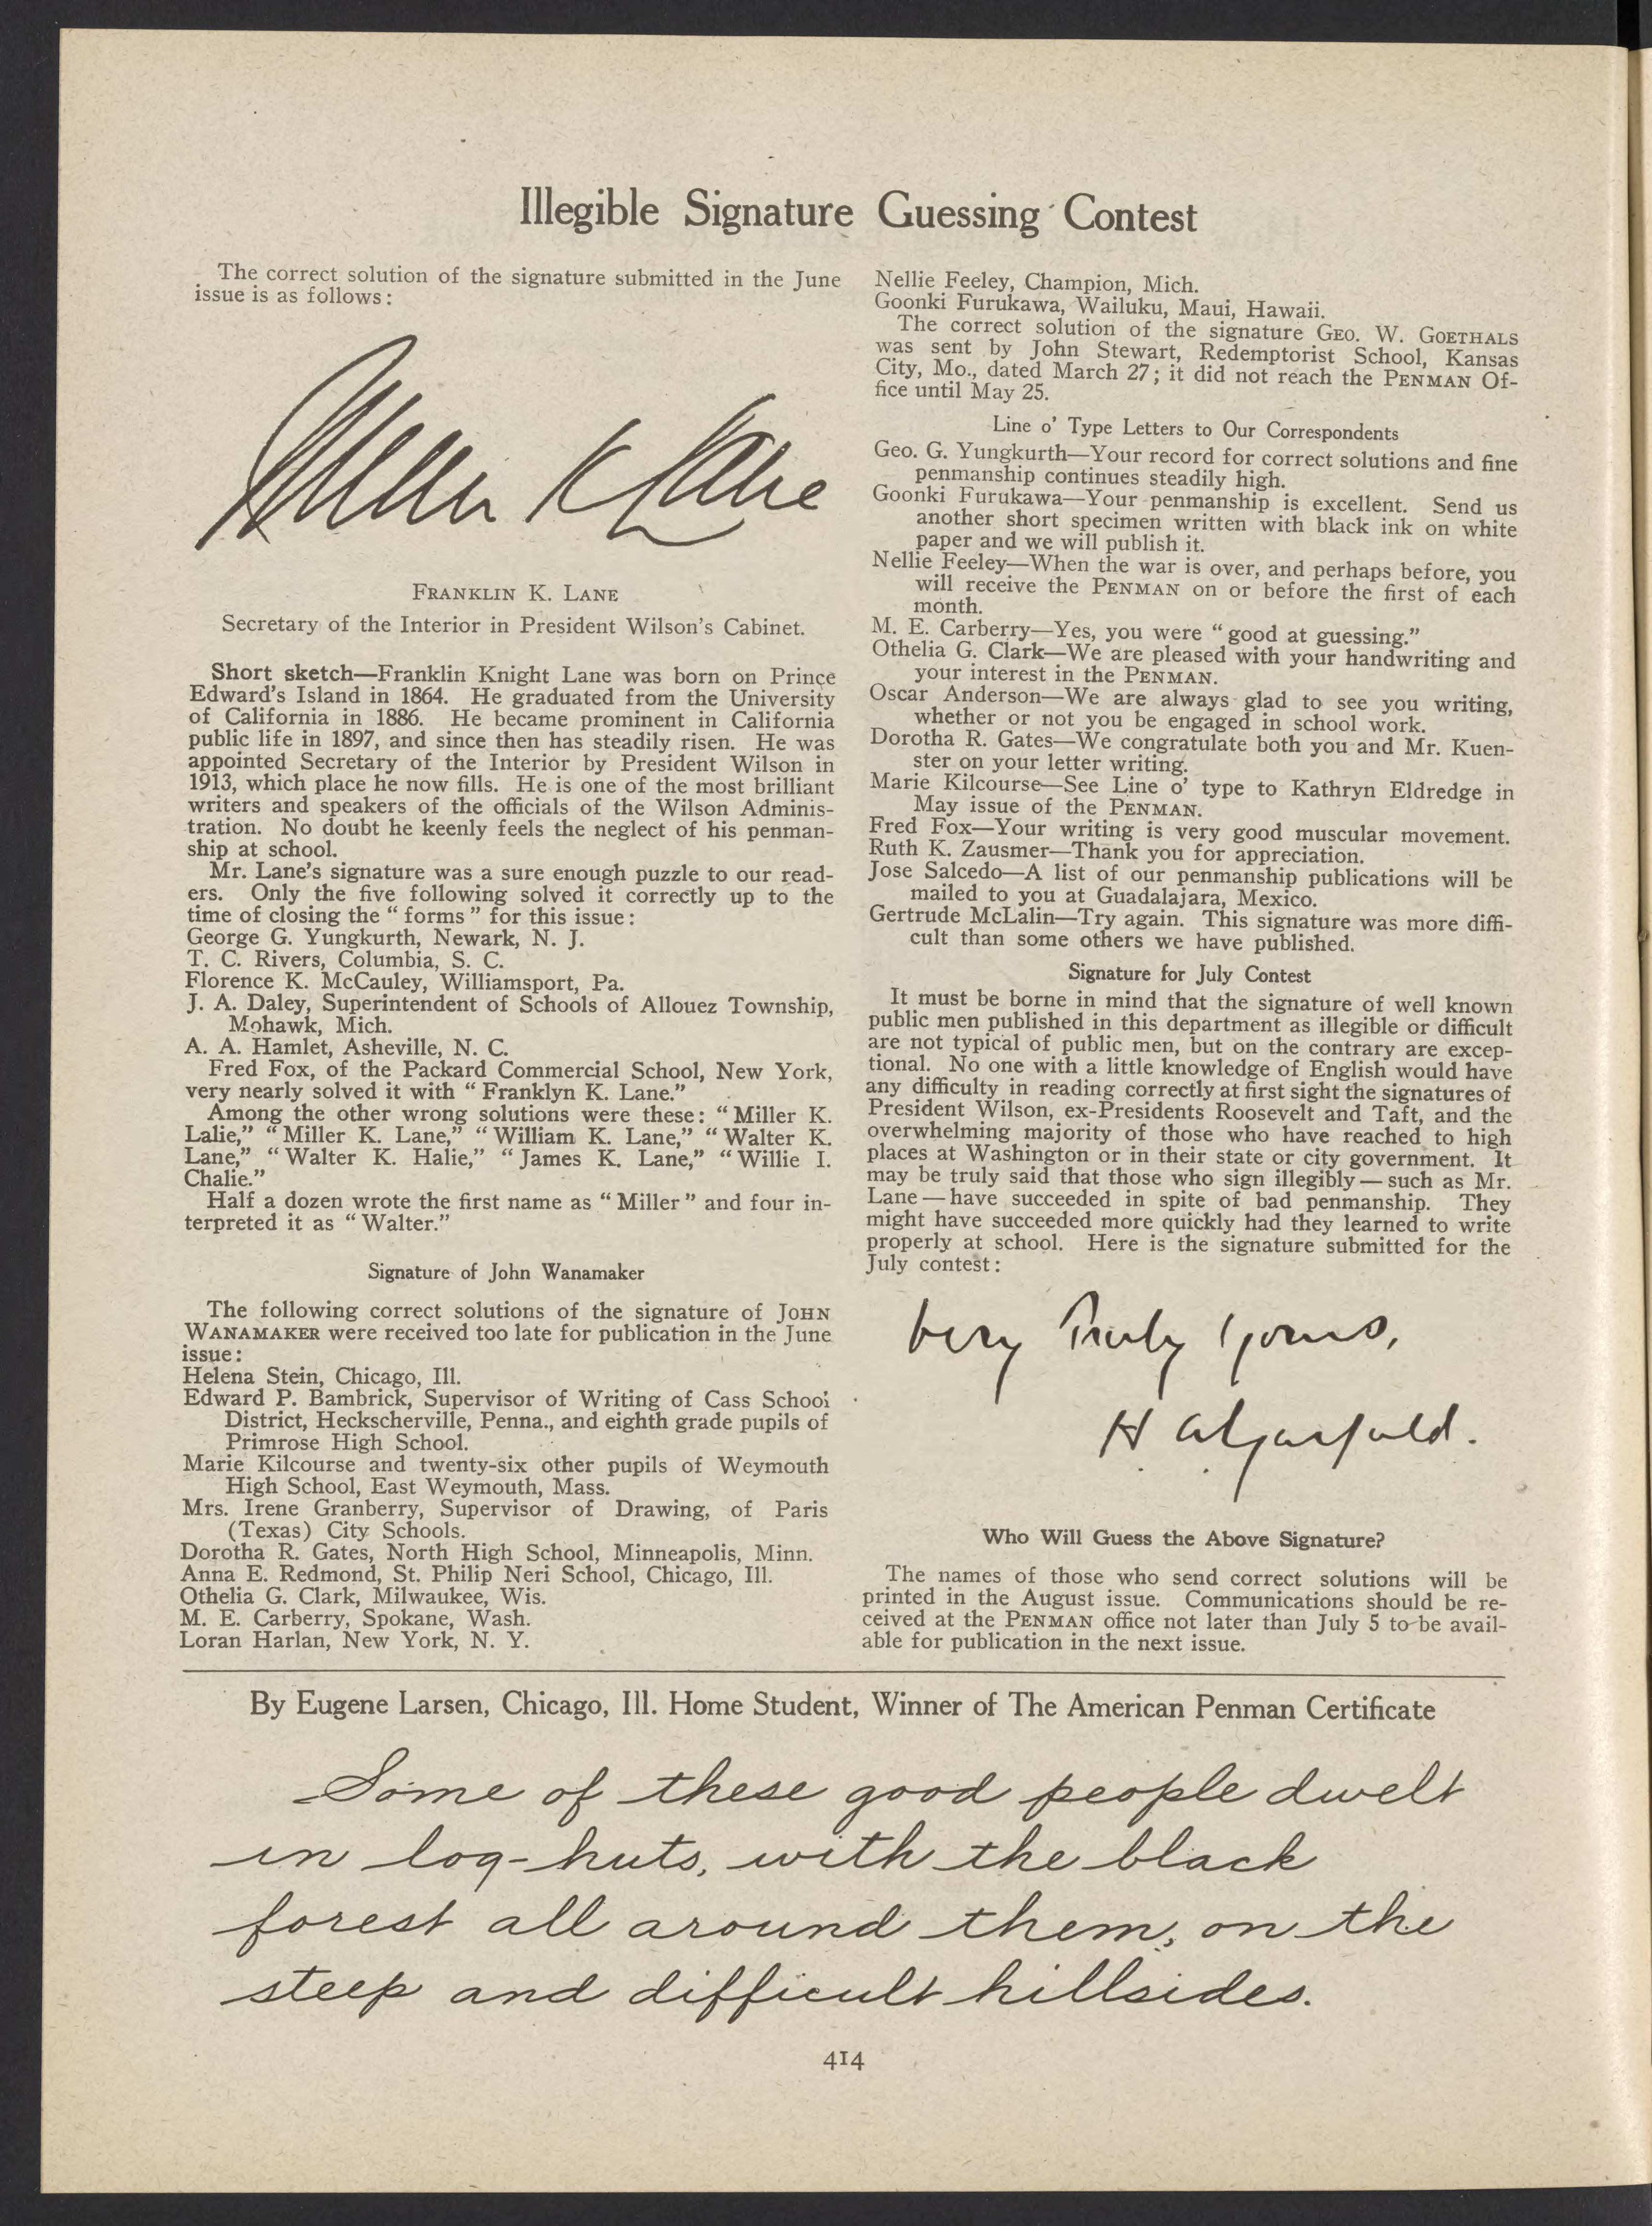 Illegible Signature Guessing Contest
The correct solution of the signature submitted in the June
issue is as follows:
FRANKLIN K. LANE
Secretary of the Interior in President Wilson's Cabinet.
Short sketch—Franklin Knight Lane was born on Prince
Edward's Island in 1864. He graduated from the University
of California in 1886. He became prominent in California
public life in 1897, and since then has steadily risen. He was
appointed Secretary of the Interior by President Wilson in
1913, which place he now fills. He is one of the most brilliant
writers and speakers of the officials of the Wilson Adminis-
tration. No doubt he keenly feels the neglect of his penman-
ship at school.
Mr. Lane's signature was a sure enough puzzle to our read-
ers. Only the five following solved it correctly up to the
time of closing the "forms" for this issue:
George G. Yungkurth, Newark, N. J.
T. C. Rivers, Columbia, S. C.
Florence K. McCauley, Williamsport, Pa.
J. A. Daley, Superintendent of Schools of Allouez Township,
Mohawk, Mich.
A. A. Hamlet, Asheville, N. C.
Fred Fox, of the Packard Commercial School, New York,
very nearly solved it with "Franklyn K. Lane."
Among the other wrong solutions were these: "Miller K.
Lalie," "Miller K. Lane," "William K. Lane," "Walter K.
Lane," "Walter K. Halie," "James K. Lane," "Willie I.
Chalie."
Half a dozen wrote the first name as "Miller" and four in-
terpreted it as "Walter."
Signature of John Wanamaker
The following correct solutions of the signature of JOHN
WANAMAKER were received too late for publication in the June
issue:
Helena Stein, Chicago, Ill.
Edward P. Bambrick, Supervisor of Writing of Cass School
District, Heckscherville, Penna., and eighth grade pupils of
Primrose High School.
Marie Kilcourse and twenty-six other pupils of Weymouth
High School, East Weymouth, Mass.
Mrs. Irene Granberry, Supervisor of Drawing, of Paris
(Texas) City Schools.
Dorotha R. Gates, North High School, Minneapolis, Minn.
Anna E. Redmond, St. Philip Neri School, Chicago, Ill.
Othelia G. Clark, Milwaukee, Wis.
M. E. Carberry, Spokane, Wash.
Loran Harlan, New York, N. Y.
Nellie Feeley, Champion, Mich.
Goonki Furukawa, Wailuku, Maui, Hawaii.
The correct solution of the signature GEO. W. GOETHALS
was sent by John Stewart, Redemptorist School, Kansas
City, Mo., dated March 27; it did not reach the PENMAN Of-
fice until May 25.
Line o' Type Letters to Our Correspondents
Geo. G. Yungkurth—Your record for correct solutions and fine
penmanship continues steadily high.
Goonki Furukawa—Your penmanship is excellent. Send us
another short specimen written with black ink on white
paper and we will publish it.
Nellie Feeley—When the war is over, and perhaps before, you
will receive the PENMAN on or before the first of each
month.
M. E. Carberry—Yes, you were "good at guessing."
Othelia G. Clark—We are pleased with your handwriting and
your interest in the PENMAN.
Oscar Anderson—We are always glad to see you writing,
whether or not you be engaged in school work.
Dorotha R. Gates—We congratulate both you and Mr. Kuen-
ster on your letter writing.
Marie Kilcourse—See Line o' type to Kathryn Eldredge in
May issue of the PENMAN.
Fred Fox—Your writing is very good muscular movement.
Ruth K. Zausmer—Thank you for appreciation.
Jose Salcedo—A list of our penmanship publications will be
mailed to you at Guadalajara, Mexico.
Gertrude McLalin—Try again. This signature was more diffi-
cult than some others we have published.
Signature for July Contest
It must be borne in mind that the signature of well known
public men published in this department as illegible or difficult
are not typical of public men, but on the contrary are excep-
tional. No one with a little knowledge of English would have
any difficulty in reading correctly at first sight the signatures of
President Wilson, ex-Presidents Roosevelt and Taft, and the
overwhelming majority of those who have reached to high
places at Washington or in their state or city government. It
may be truly said that those who sign illegibly — such as Mr.
Lane — have succeeded in spite of bad penmanship. They
might have succeeded more quickly had they learned to write
properly at school. Here is the signature submitted for the
July contest:
Very Truly Yours,
H A Garfield.
Who Will Guess the Above Signature?
The names of those who send correct solutions will be
printed in the August issue. Communications should be re-
ceived at the PENMAN office not later than July 5 to be avail-
able for publication in the next issue.
By Eugene Larsen, Chicago, Ill. Home Student, Winner of The American Penman Certificate
Some of these good people dwelt
in log-huts, with the black
forest all around them, on the
steep and difficult hillsides.
414